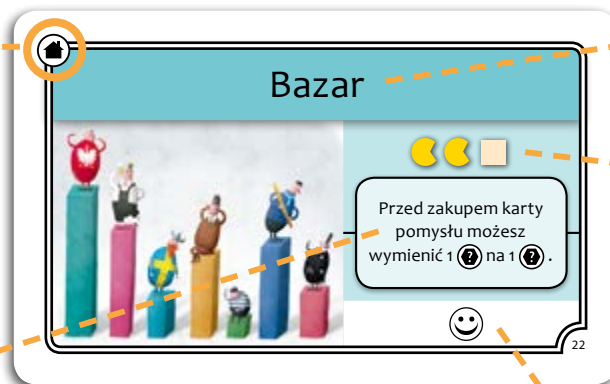 Bazar
Przed zakupem karty
pomysłu możesz
wymienić 1 ? na 1 ? .
22